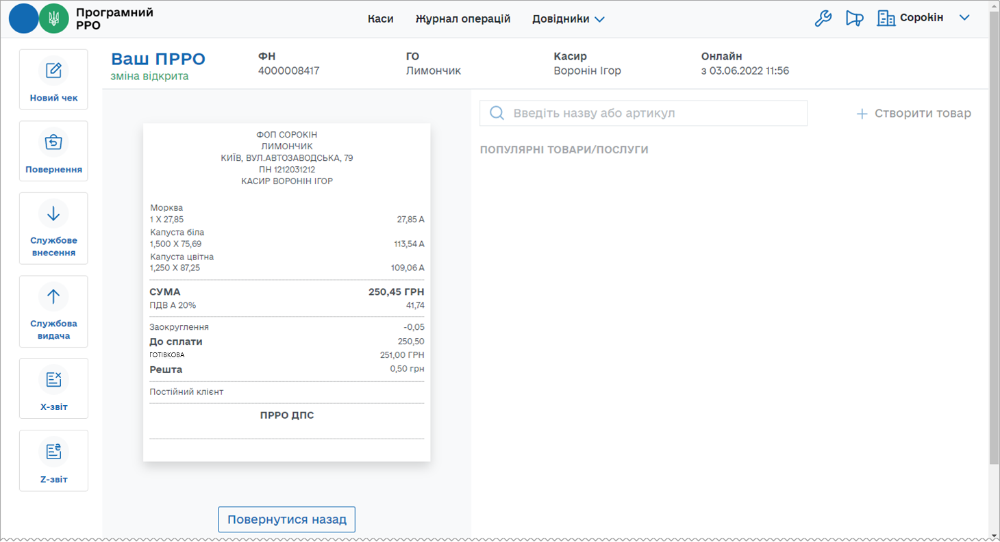 Програмний
РРО
Каси
Журнал операцій
Довідники
Сорокін
Новий чек
Повернення
Службове
внесення
Службова
видача
X-звіт
Z-звіт
Ваш ПРРО
зміна відкрита
ФН
4000008417
ГО
Лимончик
Касир
Воронін Ігор
Онлайн
з 03.06.2022 11:56
ФОП СОРОКІН
ЛИМОНЧИК
КИЇВ, ВУЛ.АВТОЗАВОДСЬКА, 79
ПН 1212031212
КАСИР ВОРОНІН ІГОР
Морква
1 X 27,85 27,85 А
Капуста біла
1,500 X 75,69 113,54 А
Капуста цвітна
1,250 X 87,25 109,06 А
СУМА 250,45 ГРН
ПДВ А 20% 41,74
Заокруглення -0,05
До сплати 250,50
ГОТІВКОВА 251,00 ГРН
Решта 0,50 грн
Постійний клієнт
ПРРО ДПС
Повернутися назад
Введіть назву або артикул
Створити товар
ПОПУЛЯРНІ ТОВАРИ/ПОСЛУГИ